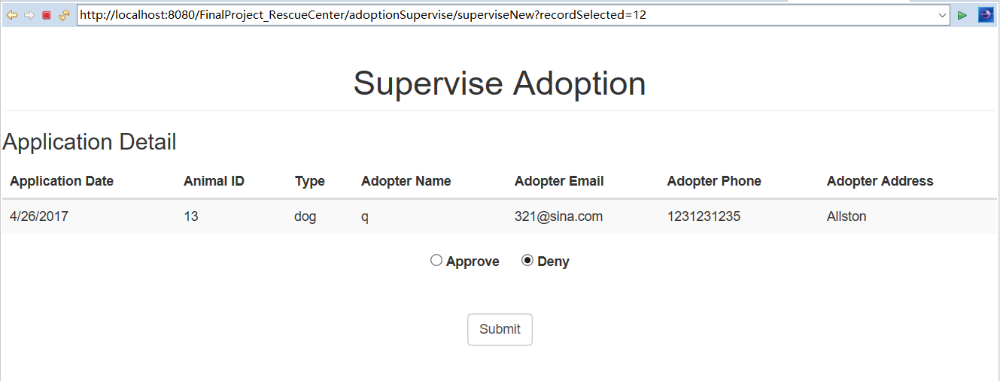 http://localhost:8080/FinalProject_RescueCenter/adoptionSupervise/superviseNew?recordSelected=12
Supervise Adoption
Application Detail
Application Date Animal ID Type Adopter Name Adopter Email Adopter Phone Adopter Address
4/26/2017 13 dog q 321@sina.com 1231231235 Allston
Approve Deny
Submit